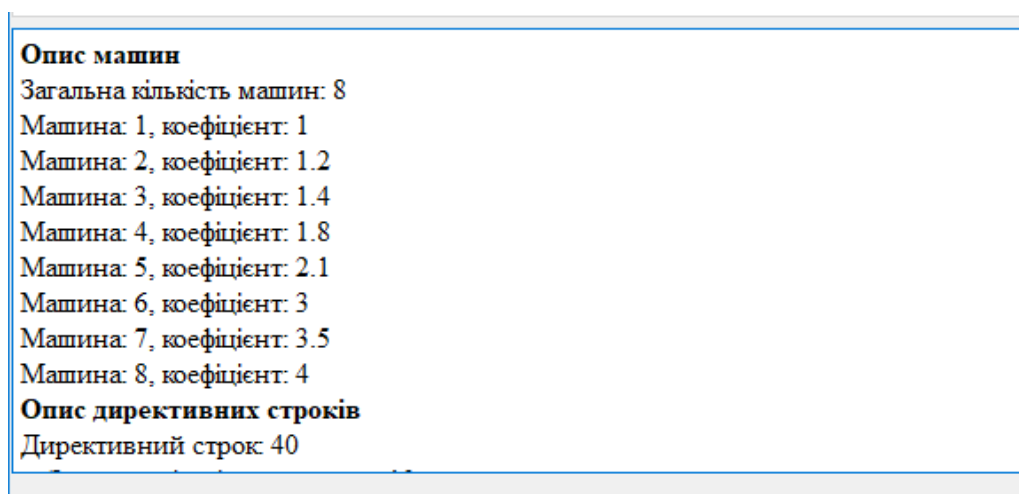 Опис машин
Загальна кількість машин: 8
Машина: 1, коефіцієнт: 1
Машина: 2, коефіцієнт: 1.2
Машина: 3, коефіцієнт: 1.4
Машина: 4, коефіцієнт: 1.8
Машина: 5, коефіцієнт: 2.1
Машина: 6, коефіцієнт: 3
Машина: 7, коефіцієнт: 3.5
Машина: 8, коефіцієнт: 4
Опис директивних строків
Директивний строк: 40